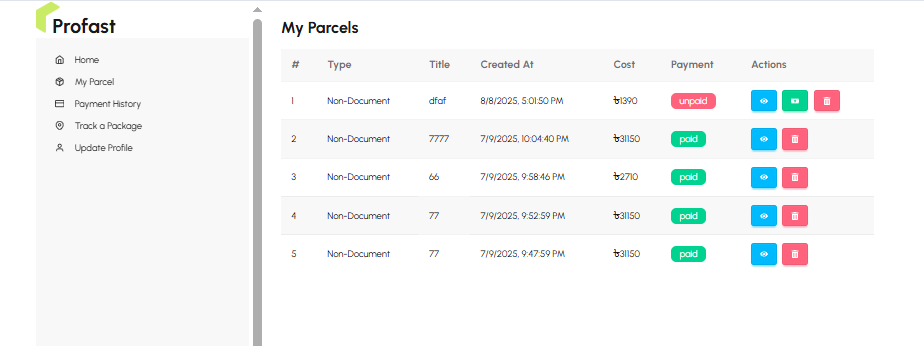 Profast
Home
My Parcel
Payment History
Track a Package
Update Profile
My Parcels
# Type Title Created At Cost Payment Actions
1 Non-Document dfaf 8/8/2025, 5:01:50 PM ৳1390 unpaid
2 Non-Document 7777 7/9/2025, 10:04:40 PM ৳31150 paid
3 Non-Document 66 7/9/2025, 9:58:46 PM ৳2710 paid
4 Non-Document 77 7/9/2025, 9:52:59 PM ৳31150 paid
5 Non-Document 77 7/9/2025, 9:47:59 PM ৳31150 paid